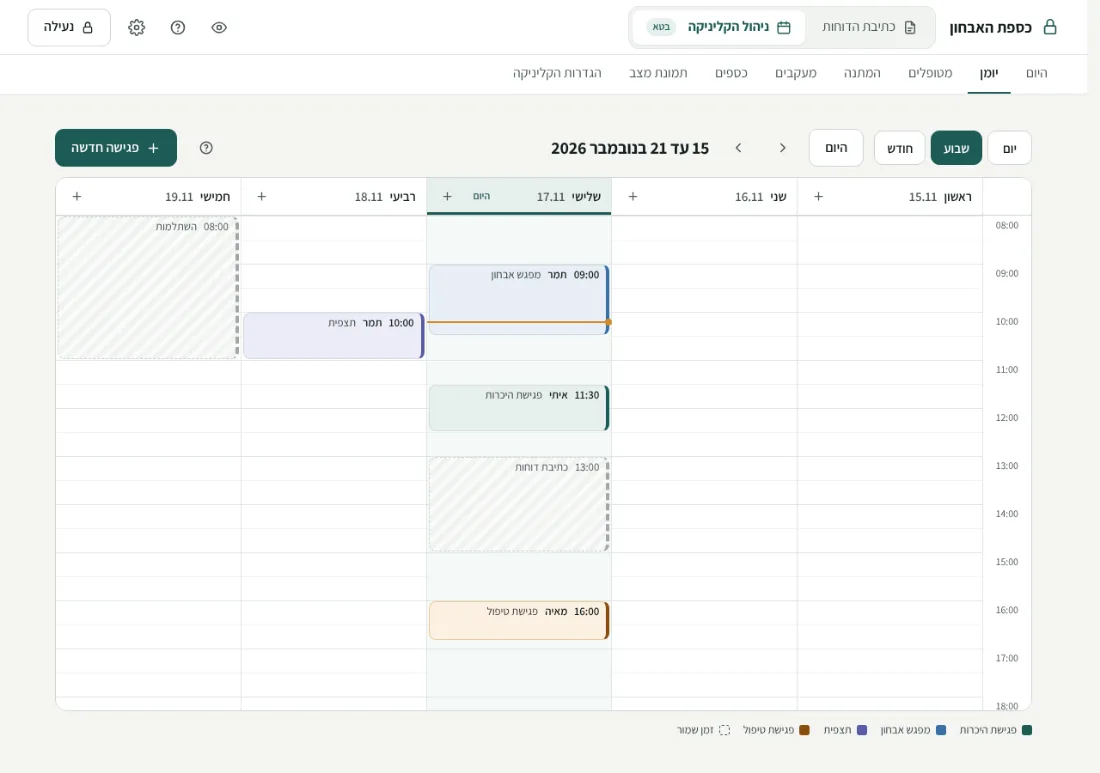 כספת האבחון
כתיבת הדוחות
ניהול הקליניקה בטא
נעילה
היום
יומן
מטופלים
המתנה
מעקבים
כספים
תמונת מצב
הגדרות הקליניקה
יום
שבוע
חודש
היום
15 עד 21 בנובמבר 2026
+ פגישה חדשה
ראשון 15.11 +
שני 16.11 +
שלישי 17.11 היום +
רביעי 18.11 +
חמישי 19.11 +
08:00
09:00
10:00
11:00
12:00
13:00
14:00
15:00
16:00
17:00
18:00
09:00 תמר מפגש אבחון
11:30 איתי פגישת היכרות
13:00 כתיבת דוחות
16:00 מאיה פגישת טיפול
10:00 תמר תצפית
08:00 השתלמות
פגישת היכרות
מפגש אבחון
תצפית
פגישת טיפול
זמן שמור